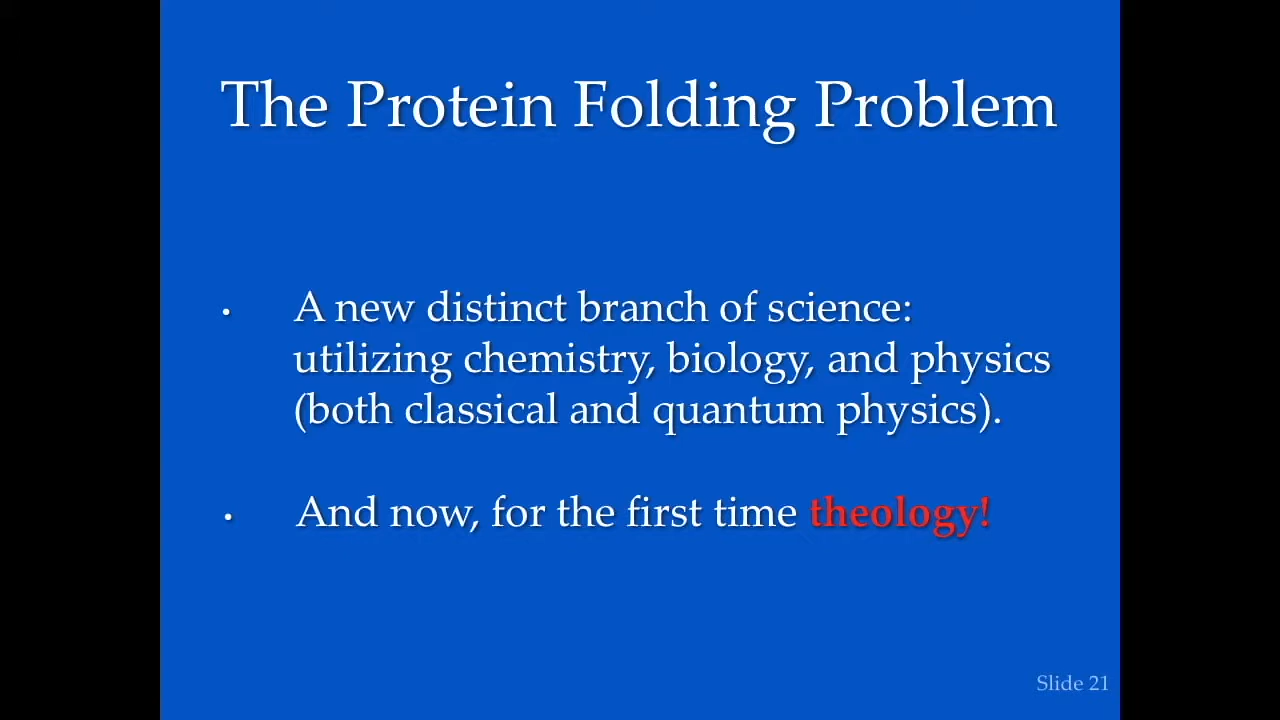 The Protein Folding Problem
• A new distinct branch of science:
utilizing chemistry, biology, and physics
(both classical and quantum physics).
• And now, for the first time theology!
Slide 21